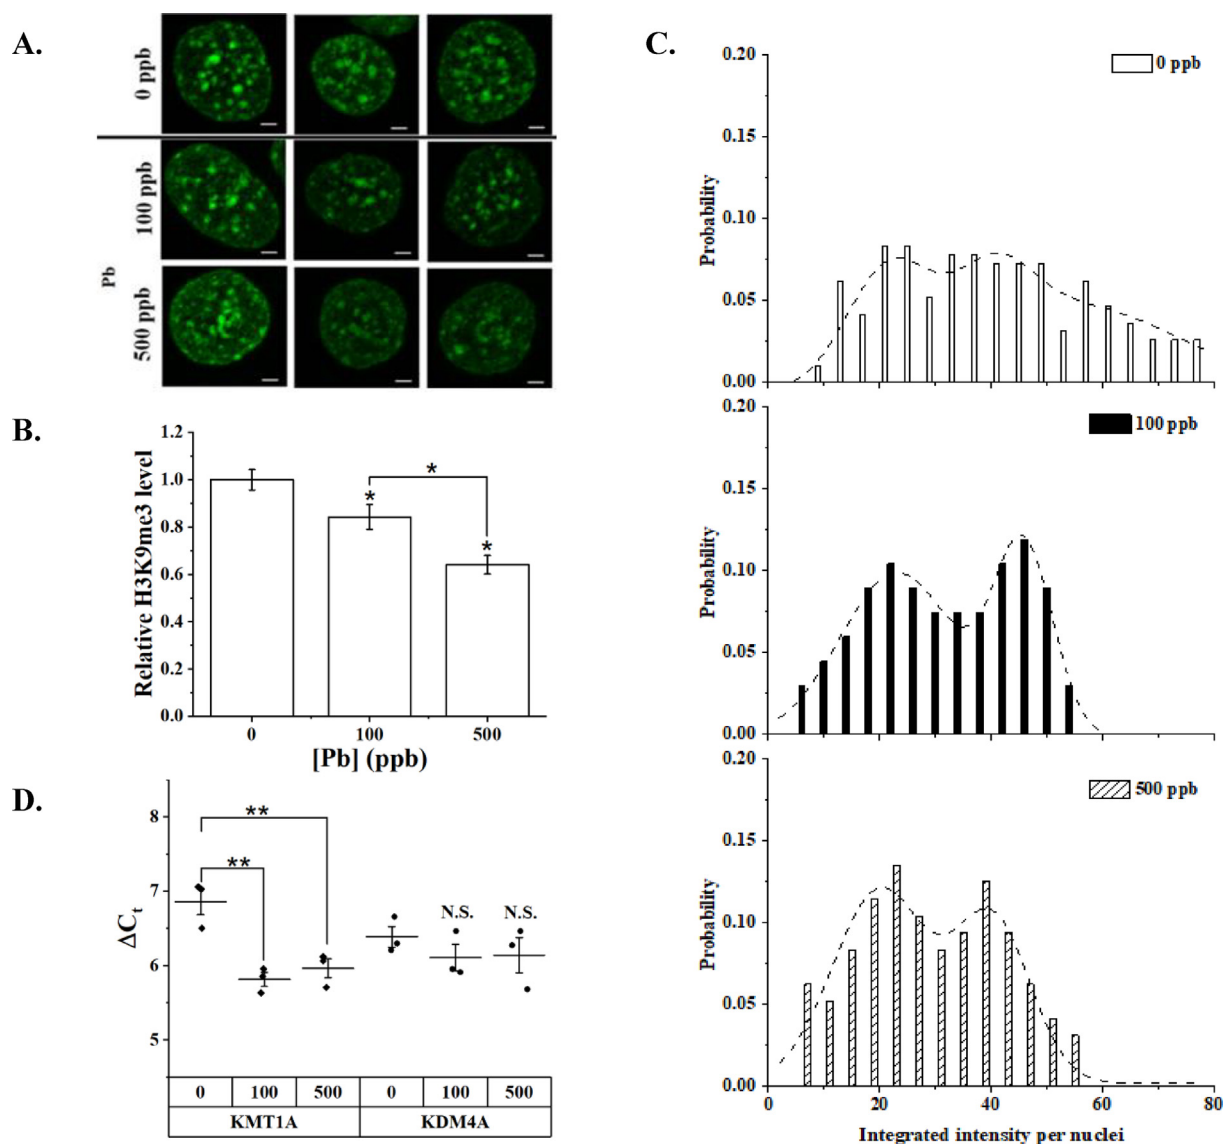 A.
0 ppb
100 ppb
500 ppb
Pb
B.
1.2
1.0
0.8
0.6
0.4
0.2
0.0
Relative H3K9me3 level
*
*
*
0 100 500
[Pb] (ppb)
C.
0.20
0.15
0.10
0.05
0.00
Probability
0 ppb
0.20
0.15
0.10
0.05
0.00
Probability
100 ppb
0.20
0.15
0.10
0.05
0.00
Probability
500 ppb
0 20 40 60 80
Integrated intensity per nuclei
D.
8
7
6
5
ΔCt
**
**
N.S. N.S.
0 100 500 0 100 500
KMT1A KDM4A